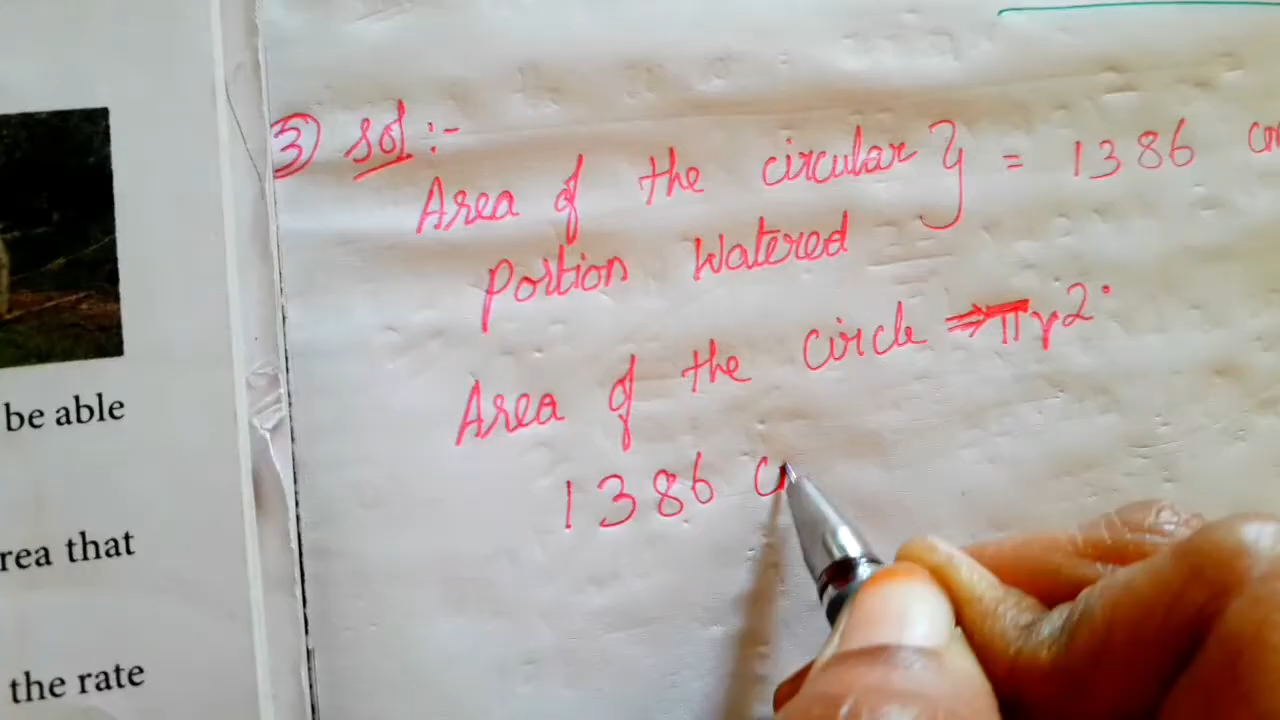 ③ Sol:-
Area of the circular } = 1386 cm
Portion Watered
Area of the circle ⇒ πr2.
1386 c
be able
rea that
the rate